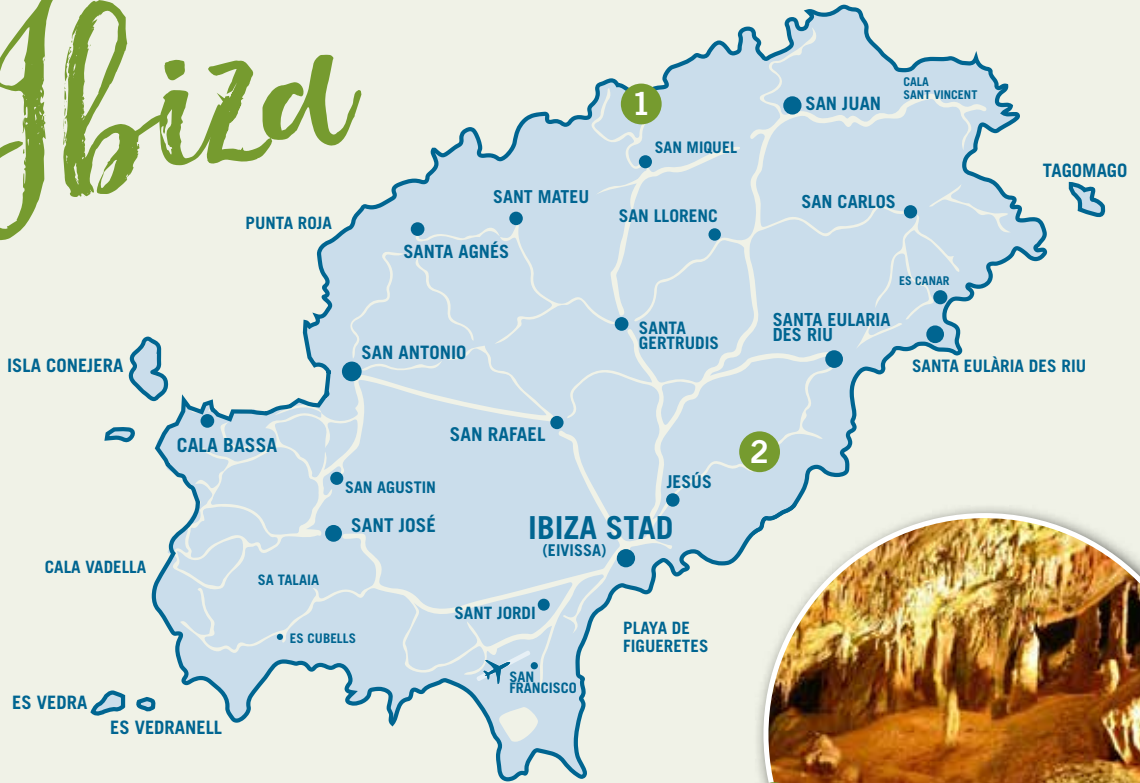 Ibiza
1
SAN JUAN
CALA
SANT VINCENT
SAN MIQUEL
TAGOMAGO
SANT MATEU
SAN LLORENC
SAN CARLOS
PUNTA ROJA
SANTA AGNÉS
ES CANAR
SANTA
GERTRUDIS
SANTA EULARIA
DES RIU
SAN ANTONIO
ISLA CONEJERA
SANTA EULÀRIA DES RIU
SAN RAFAEL
CALA BASSA
2
JESÚS
SAN AGUSTIN
SANT JOSÉ
IBIZA STAD
(EIVISSA)
CALA VADELLA
SA TALAIA
SANT JORDI
PLAYA DE
FIGUERETES
ES CUBELLS
SAN
FRANCISCO
ES VEDRA
ES VEDRANELL